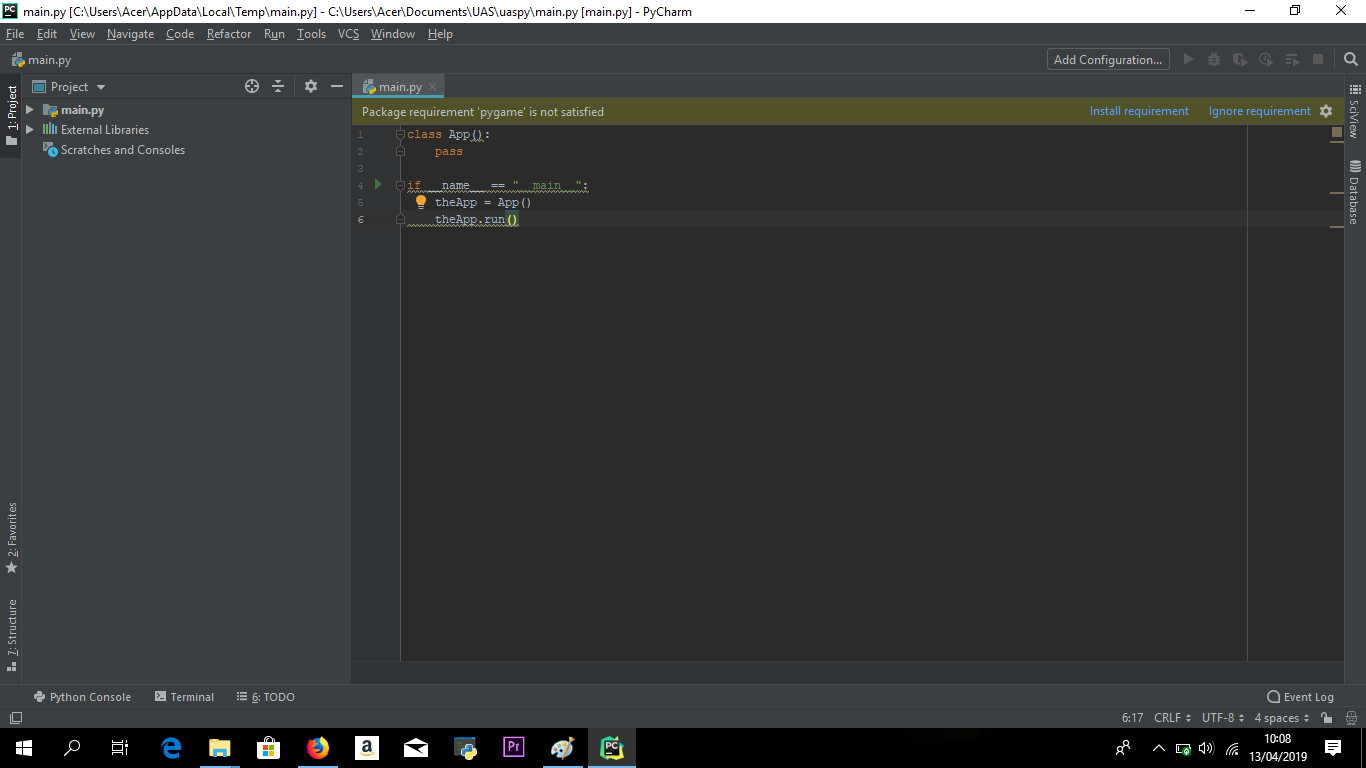 main.py [C:\Users\Acer\AppData\Local\Temp\main.py] - C:\Users\Acer\Documents\UAS\uaspy\main.py [main.py] - PyCharm
File Edit View Navigate Code Refactor Run Tools VCS Window Help
main.py
Add Configuration...
1: Project
Project
main.py
External Libraries
Scratches and Consoles
main.py
Package requirement 'pygame' is not satisfied
Install requirement Ignore requirement
1 class App():
2     pass
3
4 if __name__ == "__main__":
5     theApp = App()
6     theApp.run()
SciView
Database
2: Favorites
7: Structure
Python Console Terminal 6: TODO
Event Log
6:17 CRLF UTF-8 4 spaces
PC
a
Pr
PC
10:08
13/04/2019